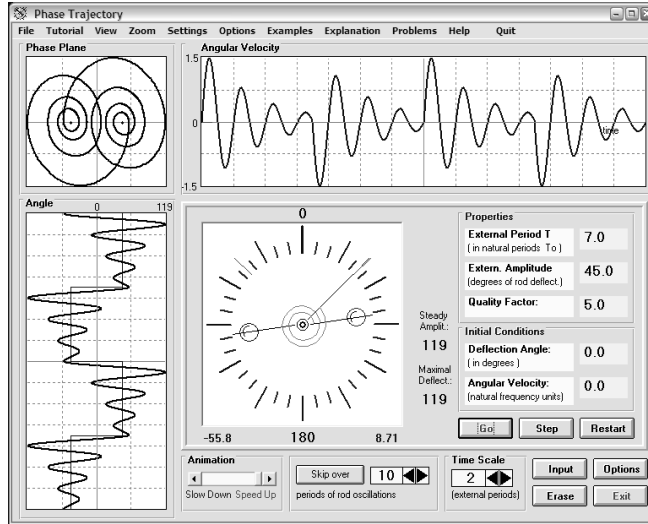 Phase Trajectory
File Tutorial View Zoom Settings Options Examples Explanation Problems Help Quit
Phase Plane
Angular Velocity
1.5
0
time
-1.5
Angle 0 119
0
180
-55.8
8.71
Steady
Amplit.:
119
Maximal
Deflect.:
119
Properties
External Period T 7.0
( in natural periods To )
Extern. Amplitude 45.0
(degrees of rod deflect.)
Quality Factor: 5.0
Initial Conditions
Deflection Angle: 0.0
( in degrees )
Angular Velocity: 0.0
(natural frequency units)
Go Step Restart
Animation
Slow Down Speed Up
Skip over 10
periods of rod oscillations
Time Scale
2
(external periods)
Input Options
Erase Exit